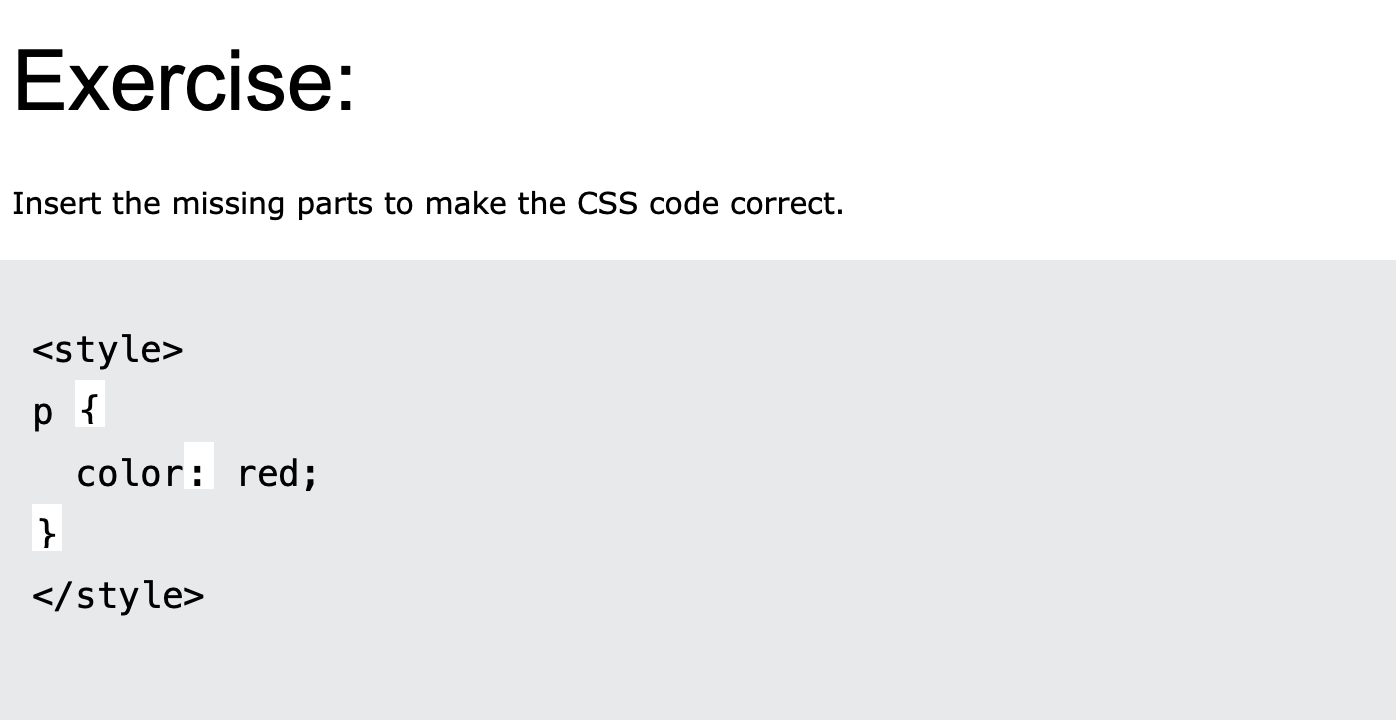 Exercise:
Insert the missing parts to make the CSS code correct.
<style>
p {
  color: red;
}
</style>